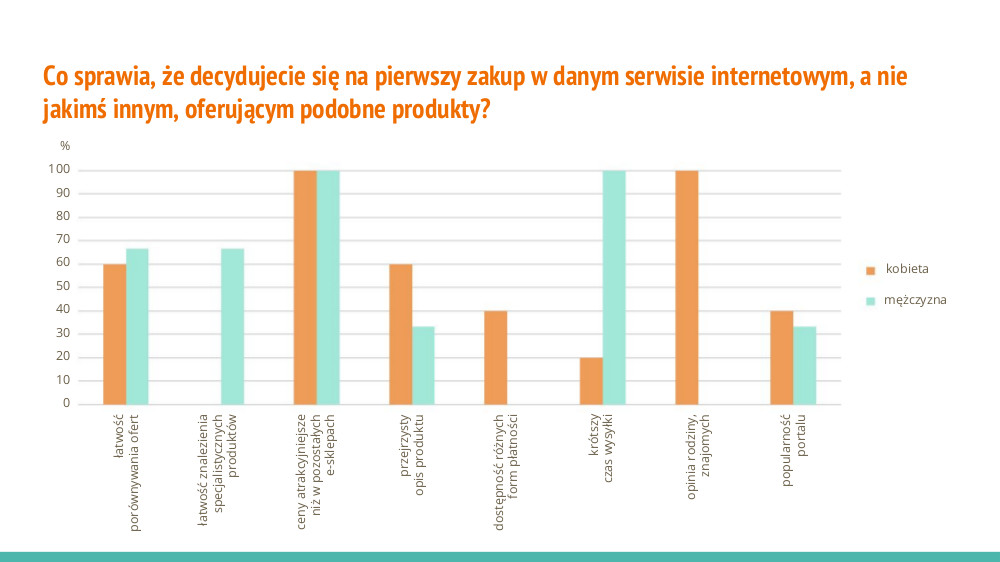 Co sprawia, że decydujecie się na pierwszy zakup w danym serwisie internetowym, a nie
jakimś innym, oferującym podobne produkty?
%
100
90
80
70
60
50
40
30
20
10
0
kobieta
mężczyzna
łatwość
porównywania ofert
łatwość znalezienia
specjalistycznych
produktów
ceny atrakcyjniejsze
niż w pozostałych
e-sklepach
przejrzysty
opis produktu
dostępność różnych
form płatności
krótszy
czas wysyłki
opinia rodziny,
znajomych
popularność
portalu